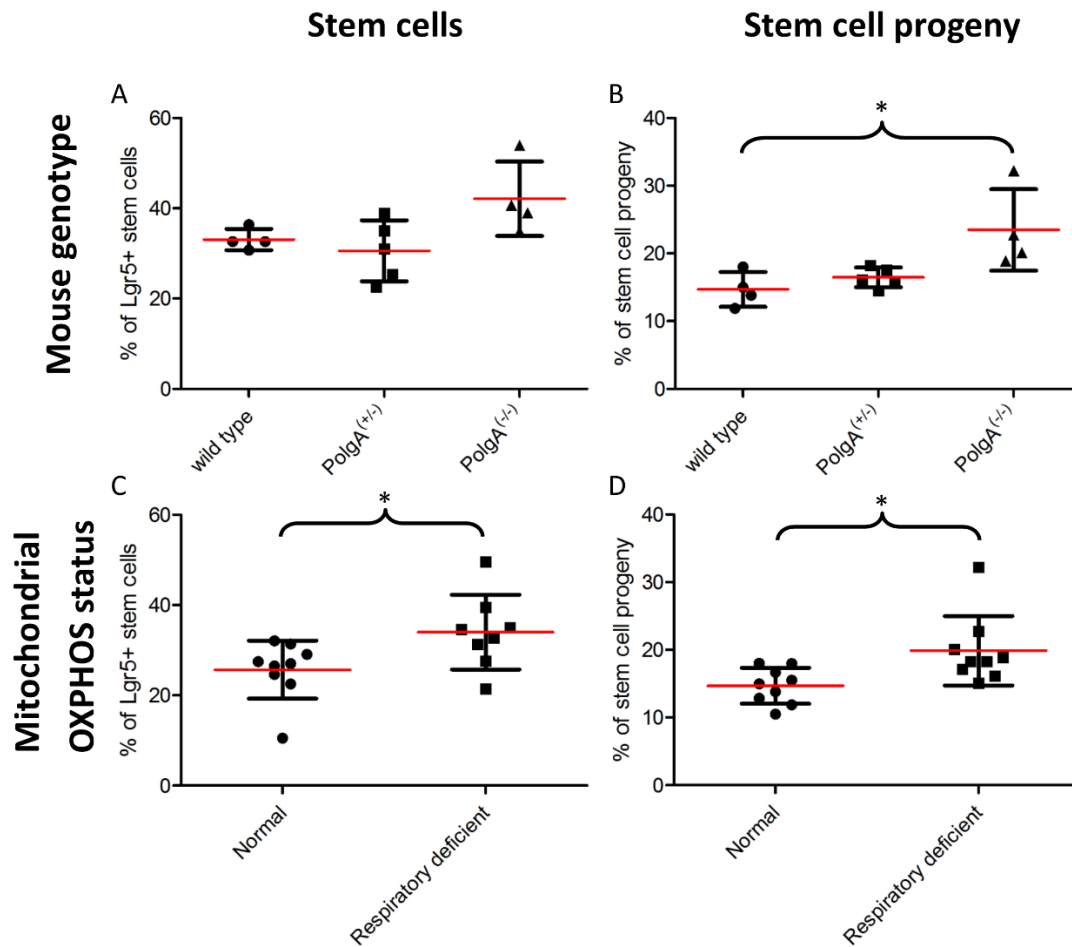 Stem cells
Stem cell progeny
Mouse genotype
Mitochondrial
OXPHOS status
A
% of Lgr5+ stem cells
60
40
20
0
wild type
PolgA(+/-)
PolgA(-/-)
B
*
% of stem cell progeny
40
30
20
10
0
wild type
PolgA(+/-)
PolgA(-/-)
C
*
% of Lgr5+ stem cells
60
40
20
0
Normal
Respiratory deficient
D
*
% of stem cell progeny
40
30
20
10
0
Normal
Respiratory deficient